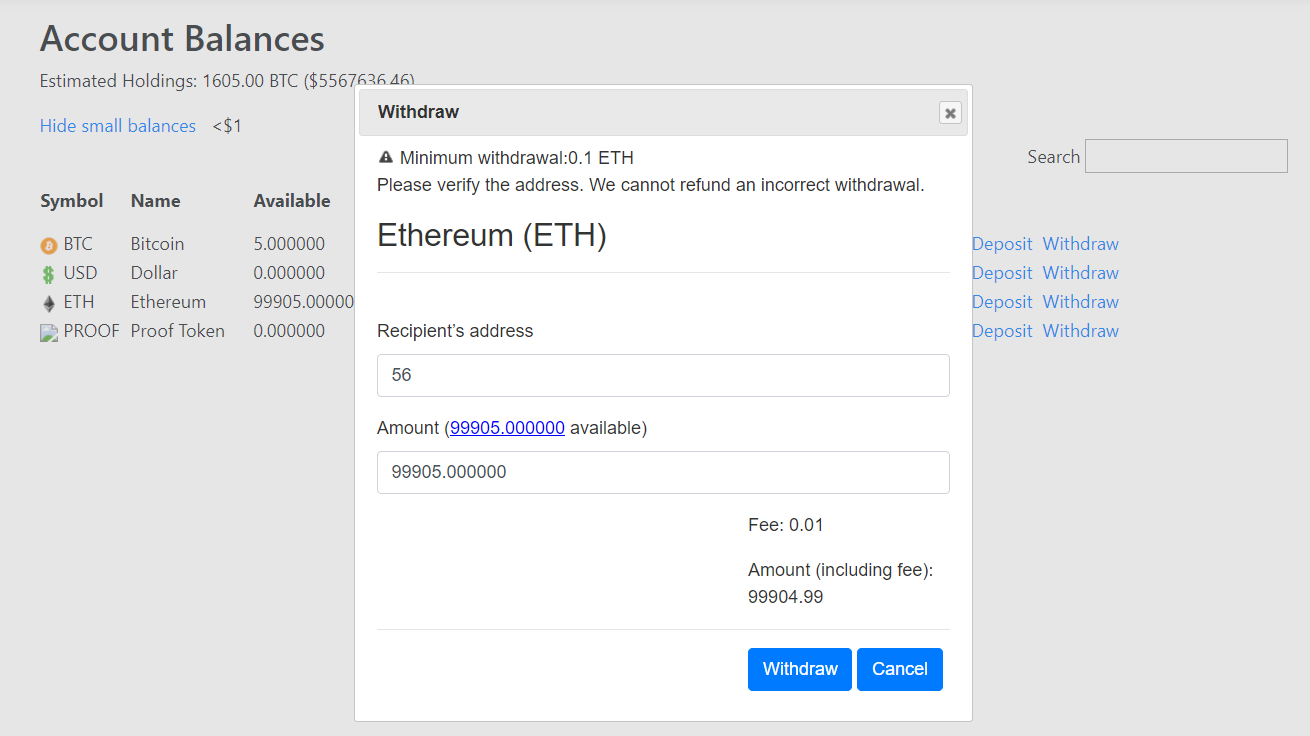 Account Balances
Estimated Holdings: 1605.00 BTC ($5567636.46)
Hide small balances <$1
Search
Symbol Name Available
BTC Bitcoin 5.000000 Deposit Withdraw
USD Dollar 0.000000 Deposit Withdraw
ETH Ethereum 99905.00000 Deposit Withdraw
PROOF Proof Token 0.000000 Deposit Withdraw
Withdraw
Minimum withdrawal:0.1 ETH
Please verify the address. We cannot refund an incorrect withdrawal.
Ethereum (ETH)
Recipient’s address
56
Amount (99905.000000 available)
99905.000000
Fee: 0.01
Amount (including fee):
99904.99
Withdraw Cancel